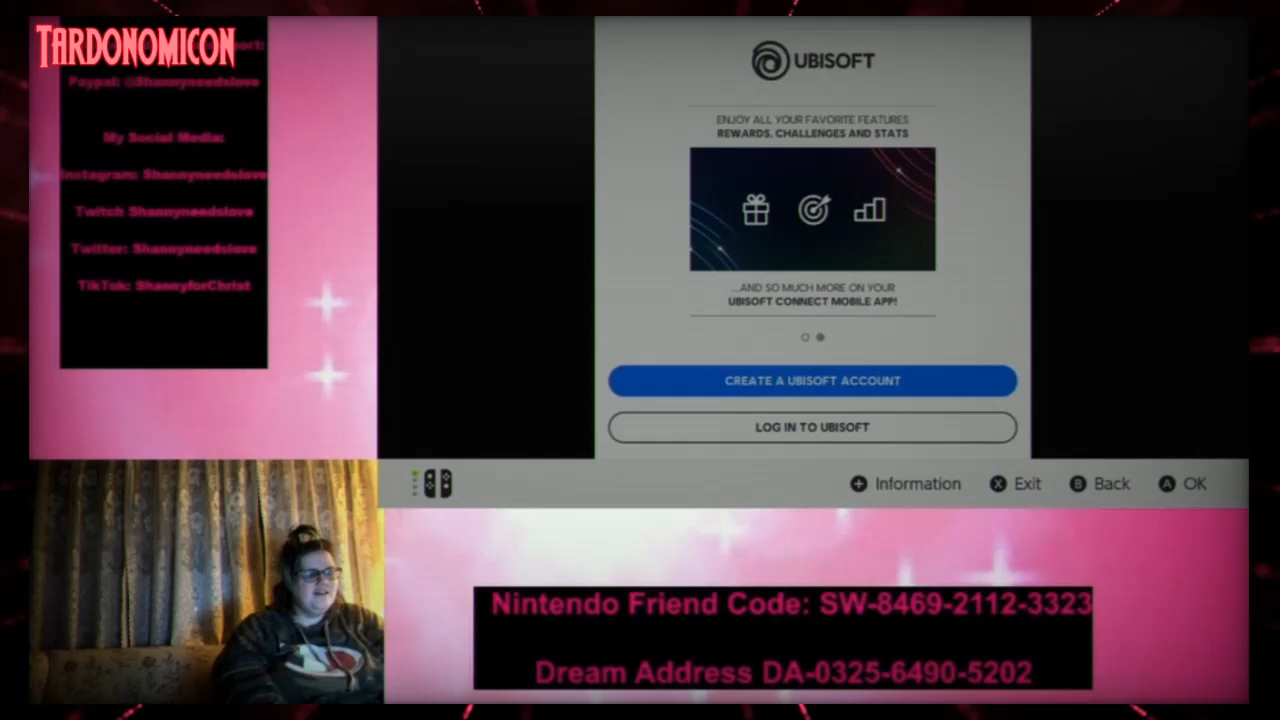 TARDONOMICON
Paypal: @Shannyneedslove
My Social Media:
Instagram: Shannyneedslove
Twitch Shannyneedslove
Twitter: Shannyneedslove
TikTok: ShannyforChrist
UBISOFT
ENJOY ALL YOUR FAVORITE FEATURES
REWARDS, CHALLENGES AND STATS
...AND SO MUCH MORE ON YOUR
UBISOFT CONNECT MOBILE APP!
CREATE A UBISOFT ACCOUNT
LOG IN TO UBISOFT
+ Information X Exit B Back A OK
Nintendo Friend Code: SW-8469-2112-3323
Dream Address DA-0325-6490-5202